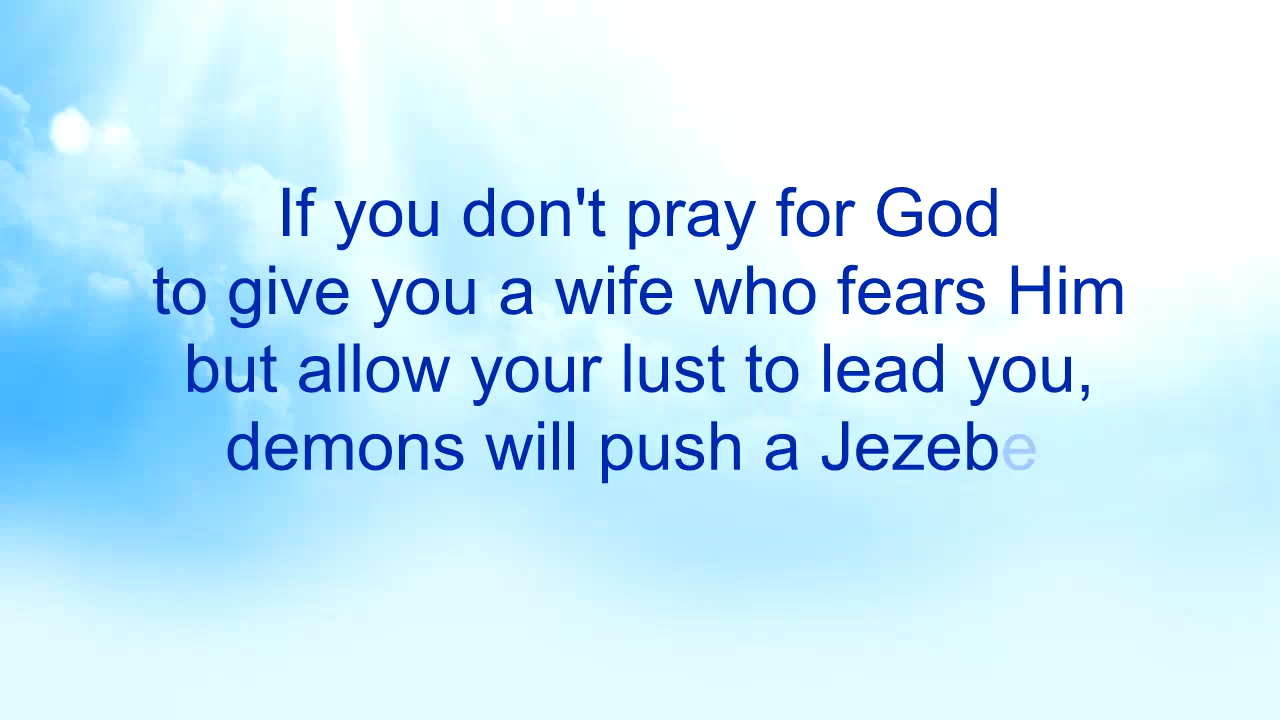 If you don't pray for God
to give you a wife who fears Him
but allow your lust to lead you,
demons will push a Jezebe